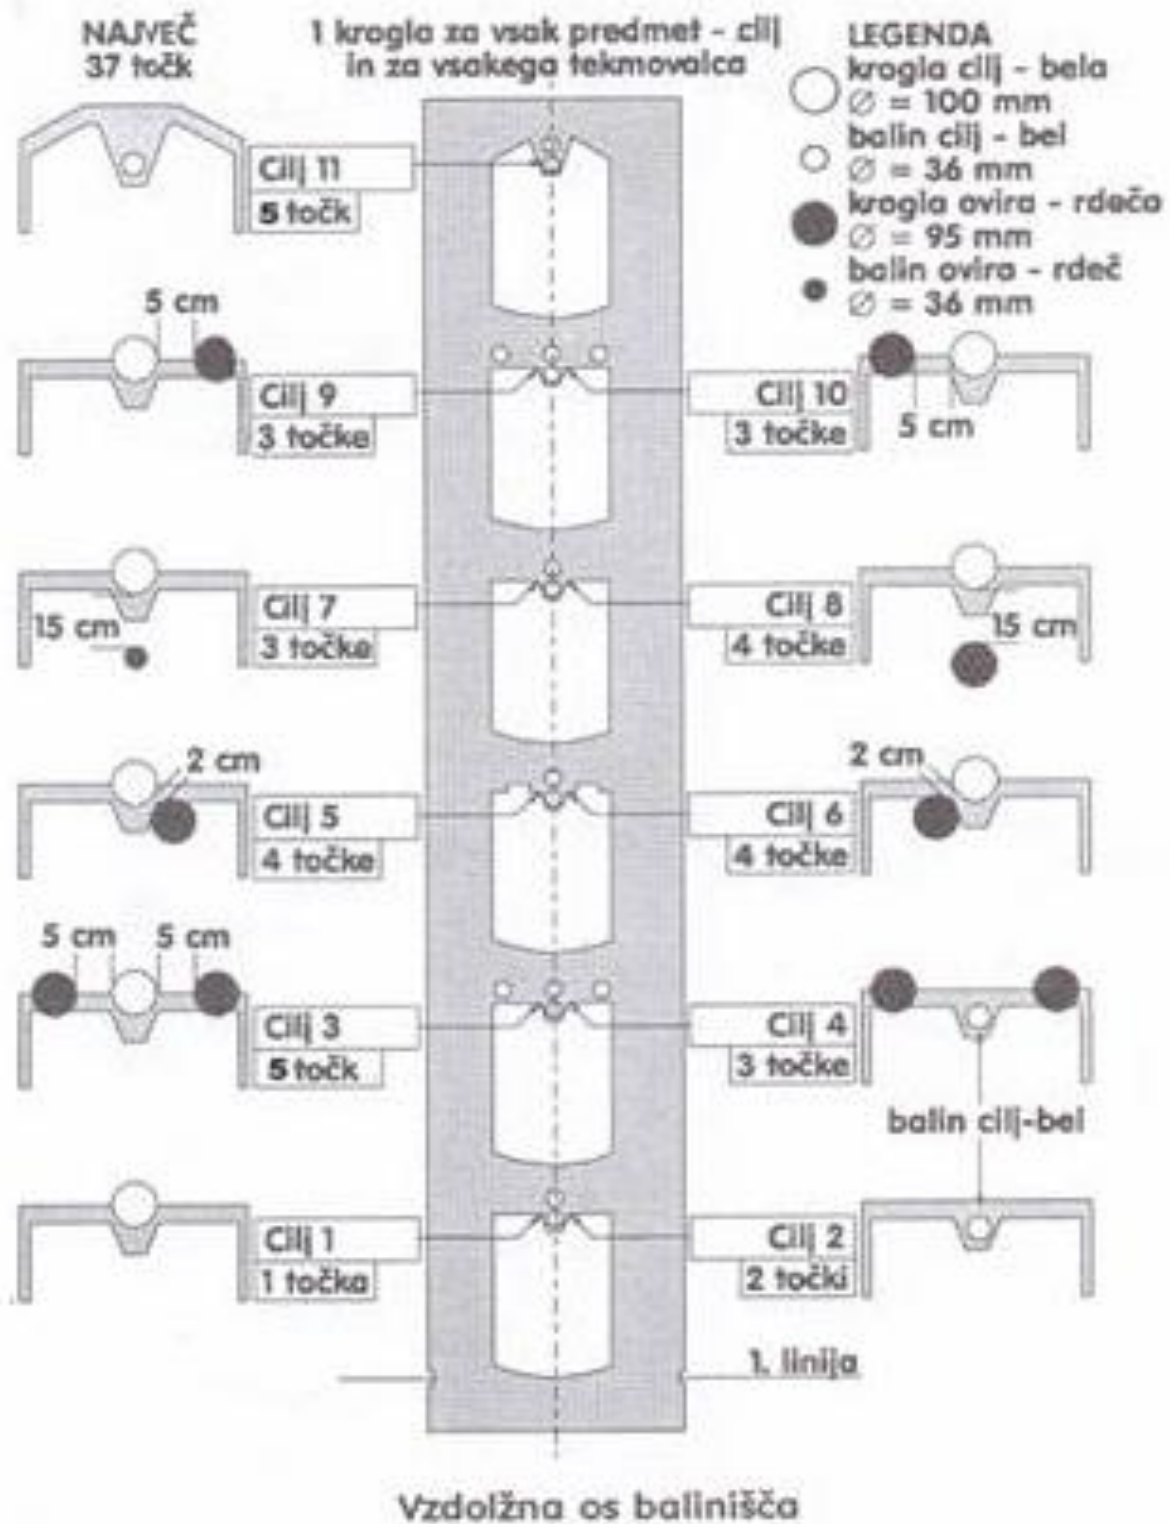 NAJVEČ
37 točk
1 krogla za vsak predmet - cilj
in za vsakega tekmovalca
LEGENDA
krogla cilj - bela
Ø = 100 mm
balin cilj - bel
Ø = 36 mm
krogla ovira - rdeča
Ø = 95 mm
balin ovira - rdeč
Ø = 36 mm
Cilj 11
5 točk
5 cm
Cilj 9
3 točke
Cilj 10
3 točke
5 cm
Cilj 7
3 točke
15 cm
Cilj 8
4 točke
15 cm
2 cm
Cilj 5
4 točke
2 cm
Cilj 6
4 točke
5 cm 5 cm
Cilj 3
5 točk
Cilj 4
3 točke
balin cilj-bel
Cilj 1
1 točka
Cilj 2
2 točki
1. linija
Vzdolžna os balinišča